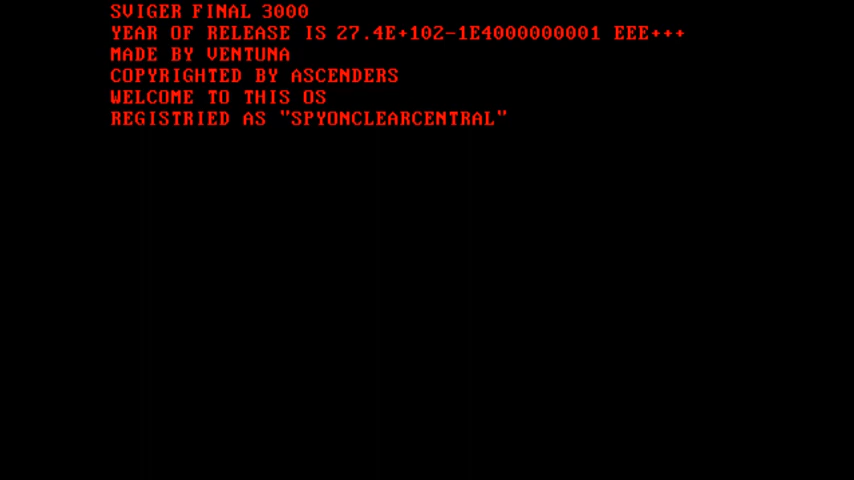 SVIGER FINAL 3000
YEAR OF RELEASE IS 27.4E+102-1E4000000001 EEE+++
MADE BY VENTUNA
COPYRIGHTED BY ASCENDERS
WELCOME TO THIS OS
REGISTRIED AS "SPYONCLEARCENTRAL"